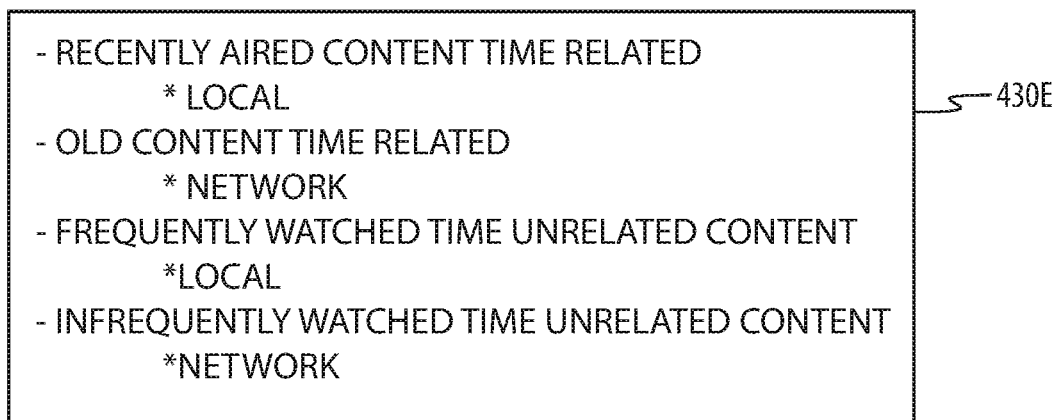 - RECENTLY AIRED CONTENT TIME RELATED
* LOCAL
430E
- OLD CONTENT TIME RELATED
* NETWORK
- FREQUENTLY WATCHED TIME UNRELATED CONTENT
*LOCAL
- INFREQUENTLY WATCHED TIME UNRELATED CONTENT
*NETWORK